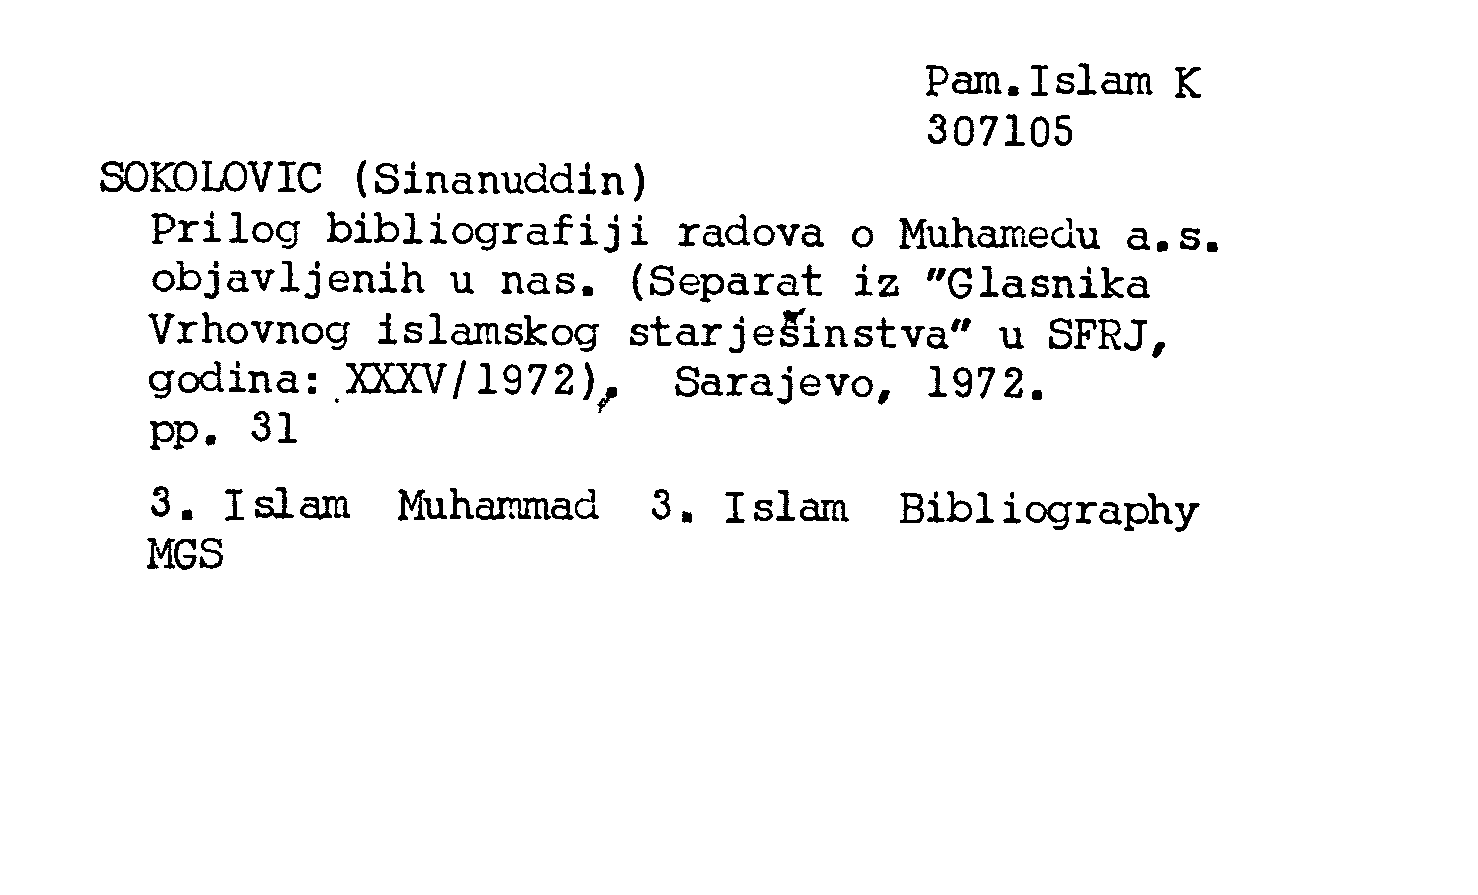 Pam.Islam K
307105
SOKOLOVIC (Sinanuddin)
Prilog bibliografiji radova o Muhamedu a.s.
objavljenih u nas. (Separat iz "Glasnika
Vrhovnog islamskog starješinstva" u SFRJ,
godina: XXXV/1972). Sarajevo, 1972.
pp. 31
3. Islam Muhammad 3. Islam Bibliography
MGS